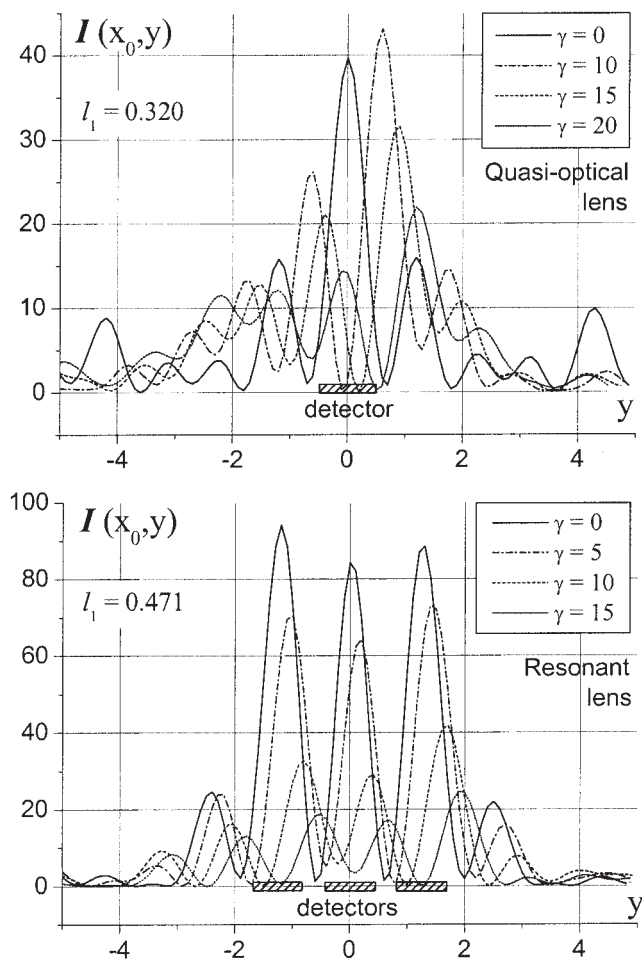 I (x₀,y)
40
30
20
10
0
l₁ = 0.320
γ = 0
γ = 10
γ = 15
γ = 20
Quasi-optical
lens
detector
-4
-2
0
2
4
y
I (x₀,y)
100
80
60
40
20
0
l₁ = 0.471
γ = 0
γ = 5
γ = 10
γ = 15
Resonant
lens
detectors
-4
-2
0
2
4
y